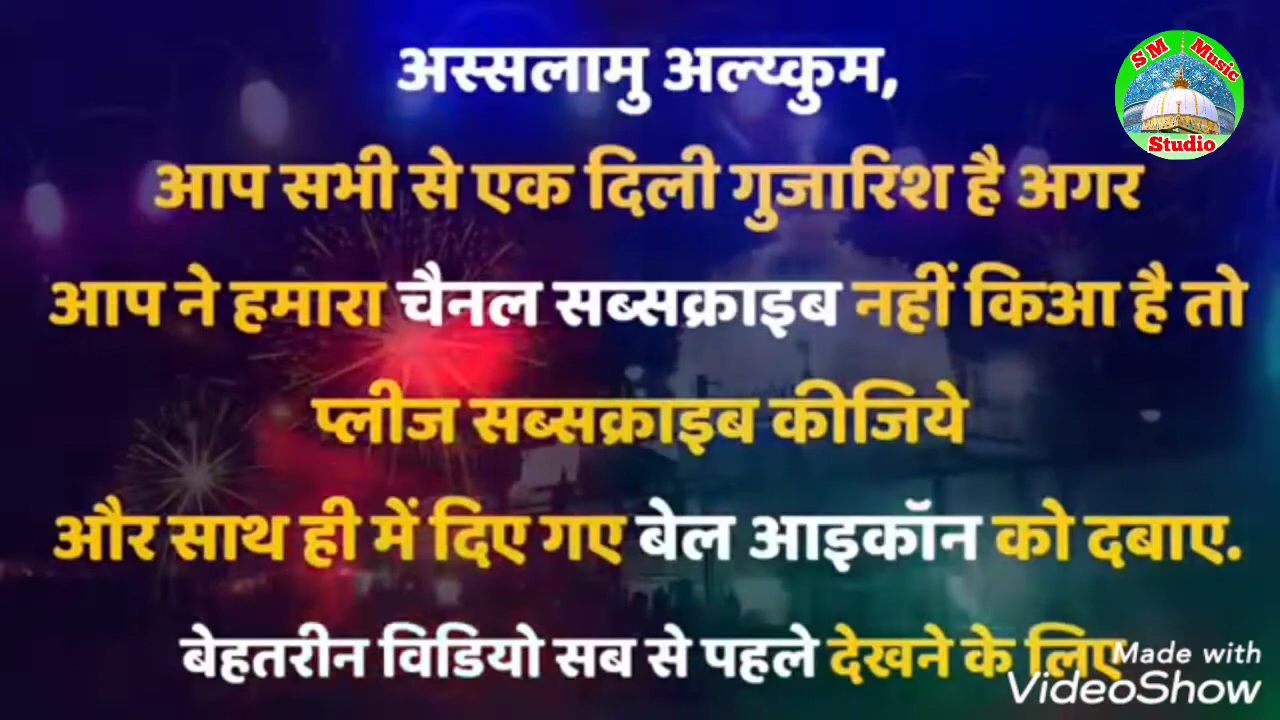 अस्सलामु अल्य्कुम,
SM Music
Studio
आप सभी से एक दिली गुजारिश है अगर
आप ने हमारा चैनल सब्सक्राइब नहीं किआ है तो
प्लीज सब्सक्राइब कीजिये
और साथ ही में दिए गए बेल आइकॉन को दबाए.
बेहतरीन विडियो सब से पहले देखने के लिए
Made with
VideoShow